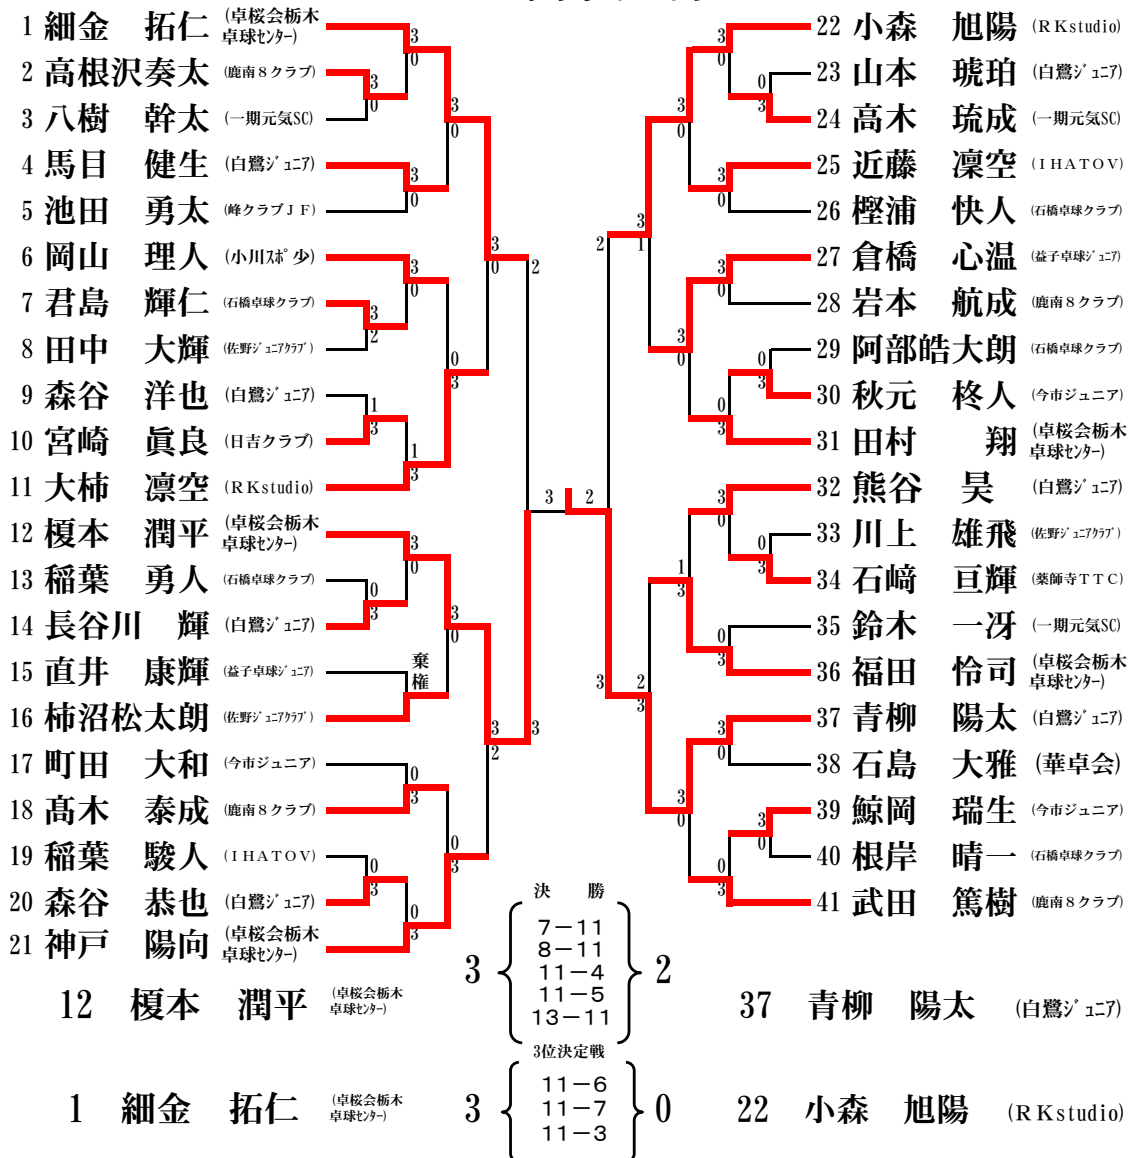 1 細金 拓仁 (卓桜会栃木卓球ｾﾝﾀｰ)
2 高根沢奏太 (鹿南８クラブ)
3 八樹 幹太 (一期元気SC)
4 馬目 健生 (白鷺ｼﾞｭﾆｱ)
5 池田 勇太 (峰クラブＪＦ)
6 岡山 理人 (小川ｽﾎﾟ少)
7 君島 輝仁 (石橋卓球クラブ)
8 田中 大輝 (佐野ｼﾞｭﾆｱｸﾗﾌﾞ)
9 森谷 洋也 (白鷺ｼﾞｭﾆｱ)
10 宮崎 眞良 (日吉クラブ)
11 大柿 凛空 (RKstudio)
12 榎本 潤平 (卓桜会栃木卓球ｾﾝﾀｰ)
13 稲葉 勇人 (石橋卓球クラブ)
14 長谷川 輝 (白鷺ｼﾞｭﾆｱ)
15 直井 康輝 (益子卓球ｼﾞｭﾆｱ)
16 柿沼松太朗 (佐野ｼﾞｭﾆｱｸﾗﾌﾞ)
17 町田 大和 (今市ジュニア)
18 髙木 泰成 (鹿南８クラブ)
19 稲葉 駿人 (ＩＨＡＴＯＶ)
20 森谷 恭也 (白鷺ｼﾞｭﾆｱ)
21 神戸 陽向 (卓桜会栃木卓球ｾﾝﾀｰ)
棄権
22 小森 旭陽 (RKstudio)
23 山本 琥珀 (白鷺ｼﾞｭﾆｱ)
24 高木 琉成 (一期元気SC)
25 近藤 凜空 (ＩＨＡＴＯＶ)
26 樫浦 快人 (石橋卓球クラブ)
27 倉橋 心温 (益子卓球ｼﾞｭﾆｱ)
28 岩本 航成 (鹿南８クラブ)
29 阿部皓大朗 (石橋卓球クラブ)
30 秋元 柊人 (今市ジュニア)
31 田村 翔 (卓桜会栃木卓球ｾﾝﾀｰ)
32 熊谷 昊 (白鷺ｼﾞｭﾆｱ)
33 川上 雄飛 (佐野ｼﾞｭﾆｱｸﾗﾌﾞ)
34 石﨑 亘輝 (薬師寺ＴＴＣ)
35 鈴木 一冴 (一期元気SC)
36 福田 怜司 (卓桜会栃木卓球ｾﾝﾀｰ)
37 青柳 陽太 (白鷺ｼﾞｭﾆｱ)
38 石島 大雅 (華卓会)
39 鯨岡 瑞生 (今市ジュニア)
40 根岸 晴一 (石橋卓球クラブ)
41 武田 篤樹 (鹿南８クラブ)
決 勝
12 榎本 潤平 (卓桜会栃木卓球ｾﾝﾀｰ) 3
7－11
8－11
11－4
11－5
13－11
2 37 青柳 陽太 (白鷺ｼﾞｭﾆｱ)
3位決定戦
1 細金 拓仁 (卓桜会栃木卓球ｾﾝﾀｰ) 3
11－6
11－7
11－3
0 22 小森 旭陽 (RKstudio)